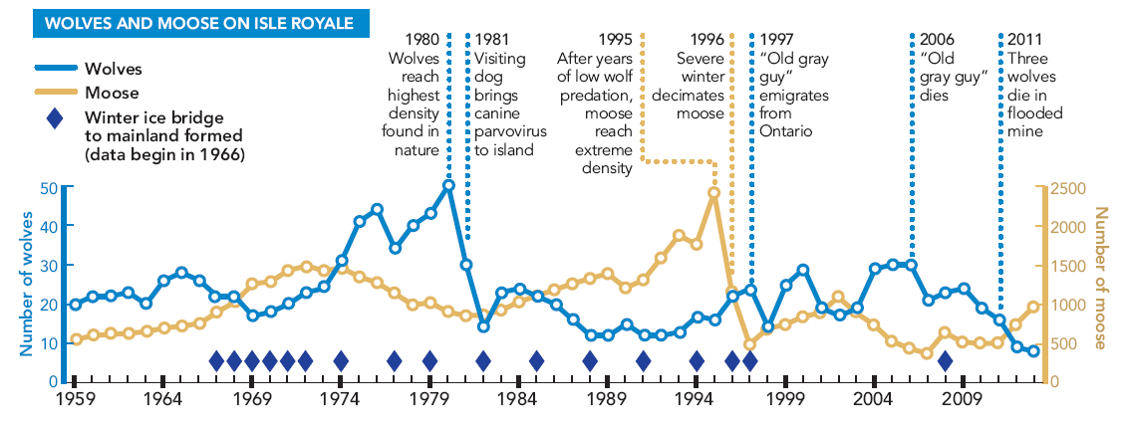 WOLVES AND MOOSE ON ISLE ROYALE
Wolves
Moose
Winter ice bridge
to mainland formed
(data begin in 1966)
1980
Wolves
reach
highest
density
found in
nature
1981
Visiting
dog
brings
canine
parvovirus
to island
1995
After years
of low wolf
predation,
moose
reach
extreme
density
1996
Severe
winter
decimates
moose
1997
“Old gray
guy”
emigrates
from
Ontario
2006
“Old
gray guy”
dies
2011
Three
wolves
die in
flooded
mine
Number of wolves
50
40
30
20
10
0
2500
2000
1500
1000
500
0
Number of moose
1959
1964
1969
1974
1979
1984
1989
1994
1999
2004
2009